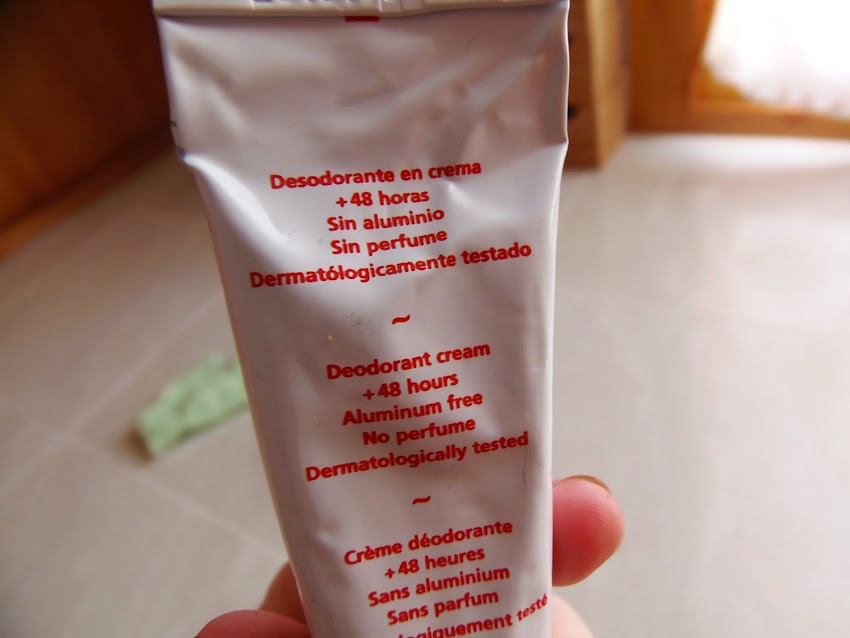 Desodorante en crema
+48 horas
Sin aluminio
Sin perfume
Dermatólogicamente testado
~
Deodorant cream
+48 hours
Aluminum free
No perfume
Dermatologically tested
~
Crème déodorante
+48 heures
Sans aluminium
Sans parfum